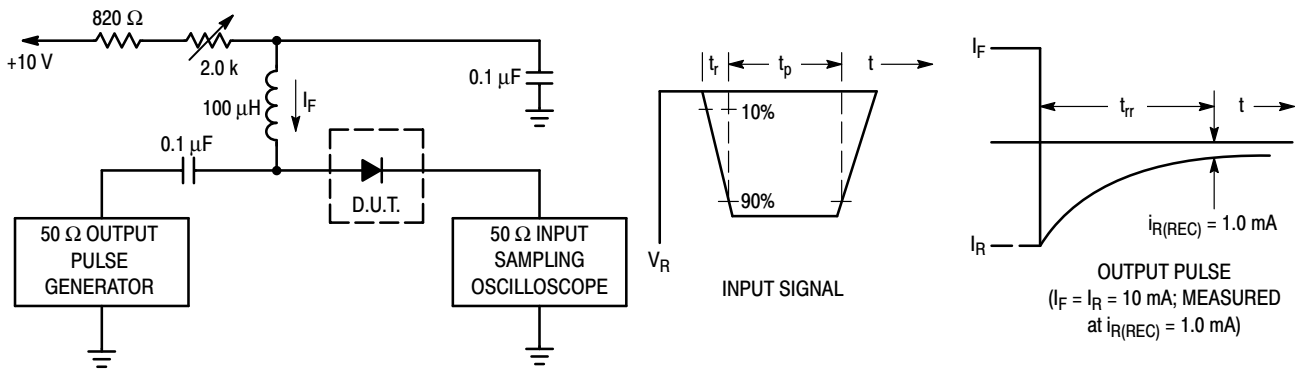 820 Ω
+10 V
2.0 k
0.1 μF
100 μH
I_F
0.1 μF
D.U.T.
50 Ω OUTPUT
PULSE
GENERATOR
50 Ω INPUT
SAMPLING
OSCILLOSCOPE
t_r
t_p
t
10%
90%
V_R
INPUT SIGNAL
I_F
t_rr
t
I_R
i_R(REC) = 1.0 mA
OUTPUT PULSE
(I_F = I_R = 10 mA; MEASURED
at i_R(REC) = 1.0 mA)